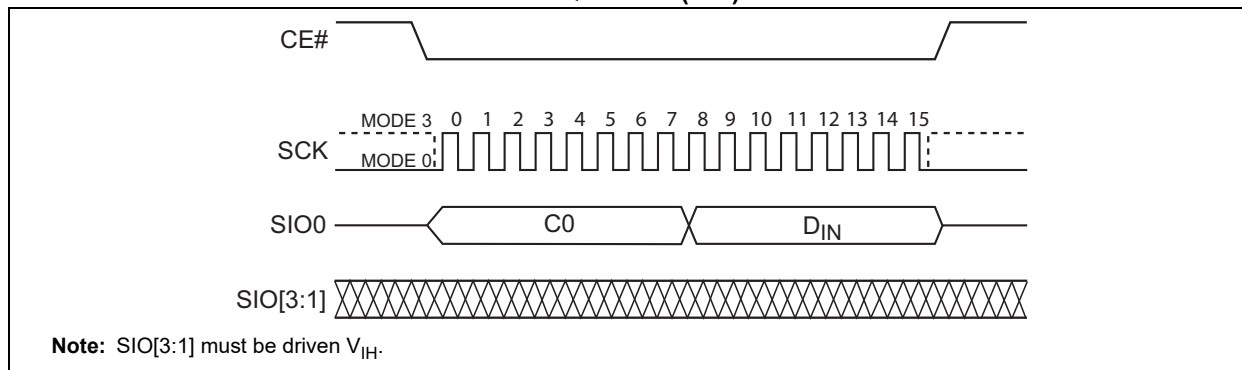 CE#
MODE 3 0 1 2 3 4 5 6 7 8 9 10 11 12 13 14 15
SCK
MODE 0
SIO0 C0 DIN
SIO[3:1]
Note: SIO[3:1] must be driven VIH.